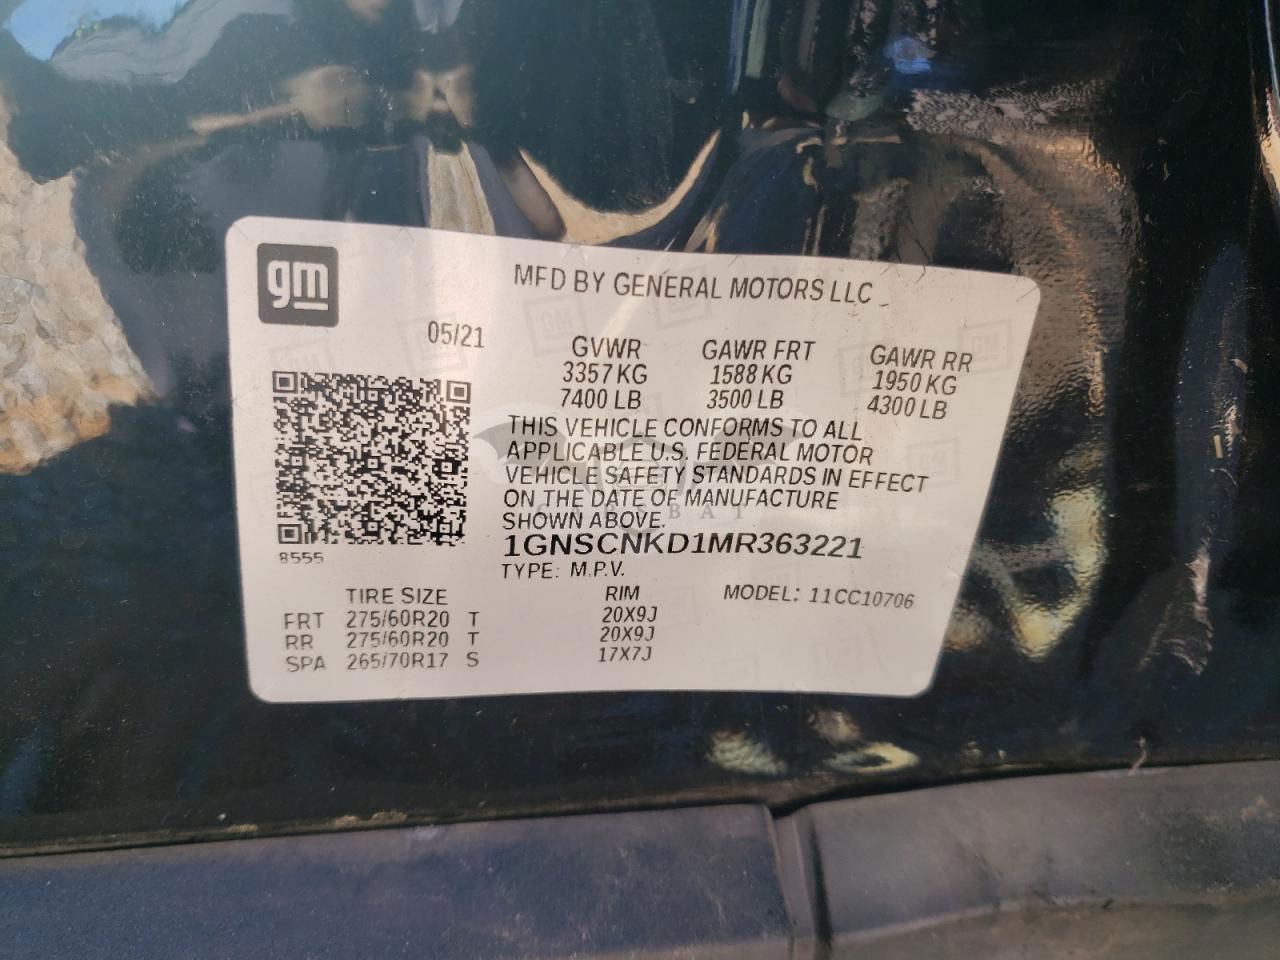 gm
MFD BY GENERAL MOTORS LLC
05/21
GVWR GAWR FRT GAWR RR
3357 KG 1588 KG 1950 KG
7400 LB 3500 LB 4300 LB
THIS VEHICLE CONFORMS TO ALL
APPLICABLE U.S. FEDERAL MOTOR
VEHICLE SAFETY STANDARDS IN EFFECT
ON THE DATE OF MANUFACTURE
SHOWN ABOVE.
8555
1GNSCNKD1MR363221
TYPE: M.P.V.
TIRE SIZE RIM MODEL: 11CC10706
FRT 275/60R20 T 20X9J
RR 275/60R20 T 20X9J
SPA 265/70R17 S 17X7J